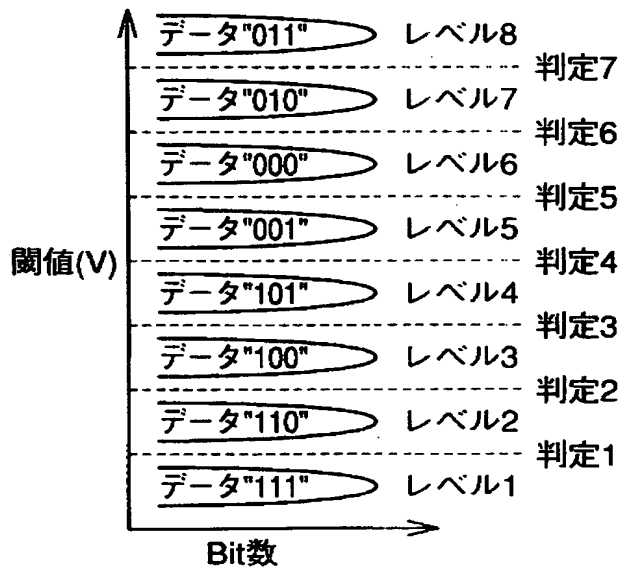 データ"011" レベル8
判定7
データ"010" レベル7
判定6
データ"000" レベル6
判定5
データ"001" レベル5
閾値(V)
判定4
データ"101" レベル4
判定3
データ"100" レベル3
判定2
データ"110" レベル2
判定1
データ"111" レベル1
Bit数